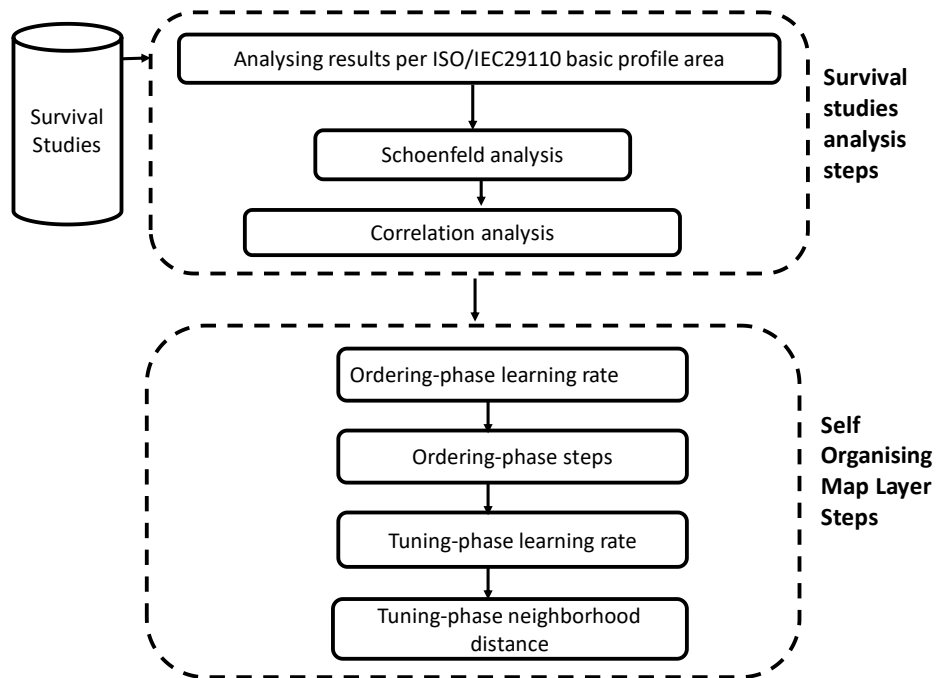 Survival
Studies
Analysing results per ISO/IEC29110 basic profile area
Schoenfeld analysis
Correlation analysis
Survival
studies
analysis
steps
Ordering-phase learning rate
Ordering-phase steps
Tuning-phase learning rate
Tuning-phase neighborhood
distance
Self
Organising
Map Layer
Steps